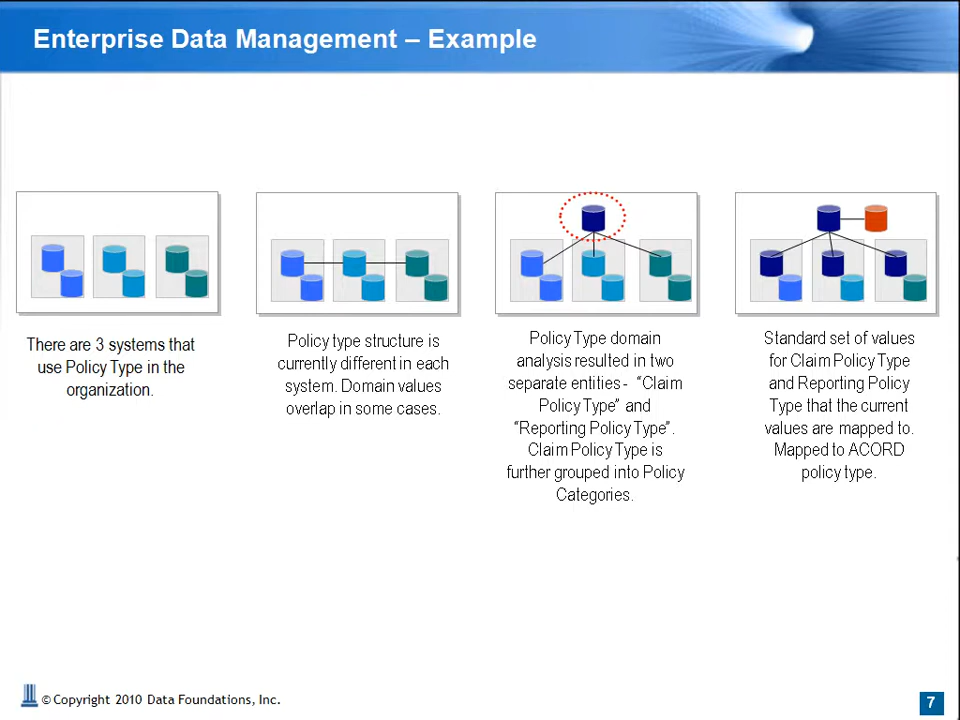 Enterprise Data Management – Example
There are 3 systems that
use Policy Type in the
organization.
Policy type structure is
currently different in each
system. Domain values
overlap in some cases.
Policy Type domain
analysis resulted in two
separate entities - “Claim
Policy Type” and
“Reporting Policy Type”.
Claim Policy Type is
further grouped into Policy
Categories.
Standard set of values
for Claim Policy Type
and Reporting Policy
Type that the current
values are mapped to.
Mapped to ACORD
policy type.
© Copyright 2010 Data Foundations, Inc.
7